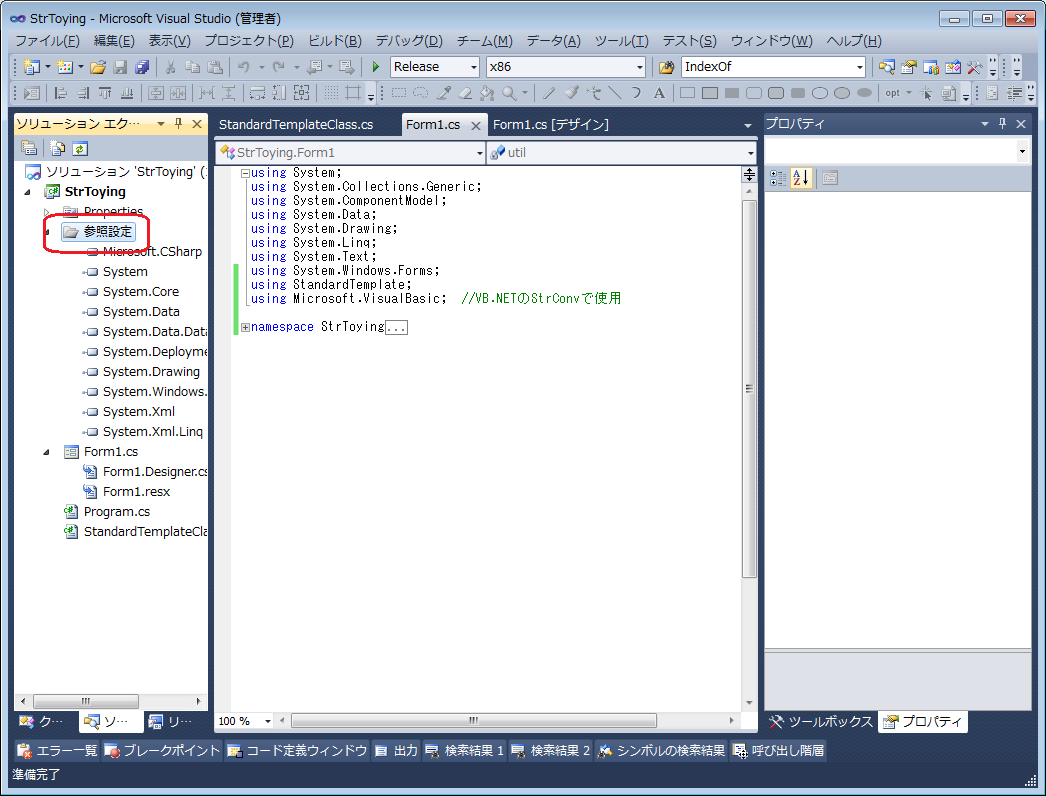 StrToying - Microsoft Visual Studio (管理者)
ファイル(F) 編集(E) 表示(V) プロジェクト(P) ビルド(B) デバッグ(D) チーム(M) データ(A) ツール(T) テスト(S) ウィンドウ(W) ヘルプ(H)
Release x86 IndexOf
A opt
ソリューション エク…
StandardTemplateClass.cs Form1.cs Form1.cs [デザイン]
プロパティ
StrToying.Form1 util
ソリューション 'StrToying' (
StrToying
Properties
参照設定
Microsoft.CSharp
System
System.Core
System.Data
System.Data.Data
System.Deployme
System.Drawing
System.Windows.
System.Xml
System.Xml.Linq
Form1.cs
Form1.Designer.cs
Form1.resx
Program.cs
StandardTemplateCla
using System;
using System.Collections.Generic;
using System.ComponentModel;
using System.Data;
using System.Drawing;
using System.Linq;
using System.Text;
using System.Windows.Forms;
using StandardTemplate;
using Microsoft.VisualBasic; //VB.NETのStrConvで使用
namespace StrToying...
A Z
100 %
ク… ソ… リ…
ツールボックス プロパティ
エラー一覧 ブレークポイント コード定義ウィンドウ 出力 検索結果 1 検索結果 2 シンボルの検索結果 呼び出し階層
準備完了